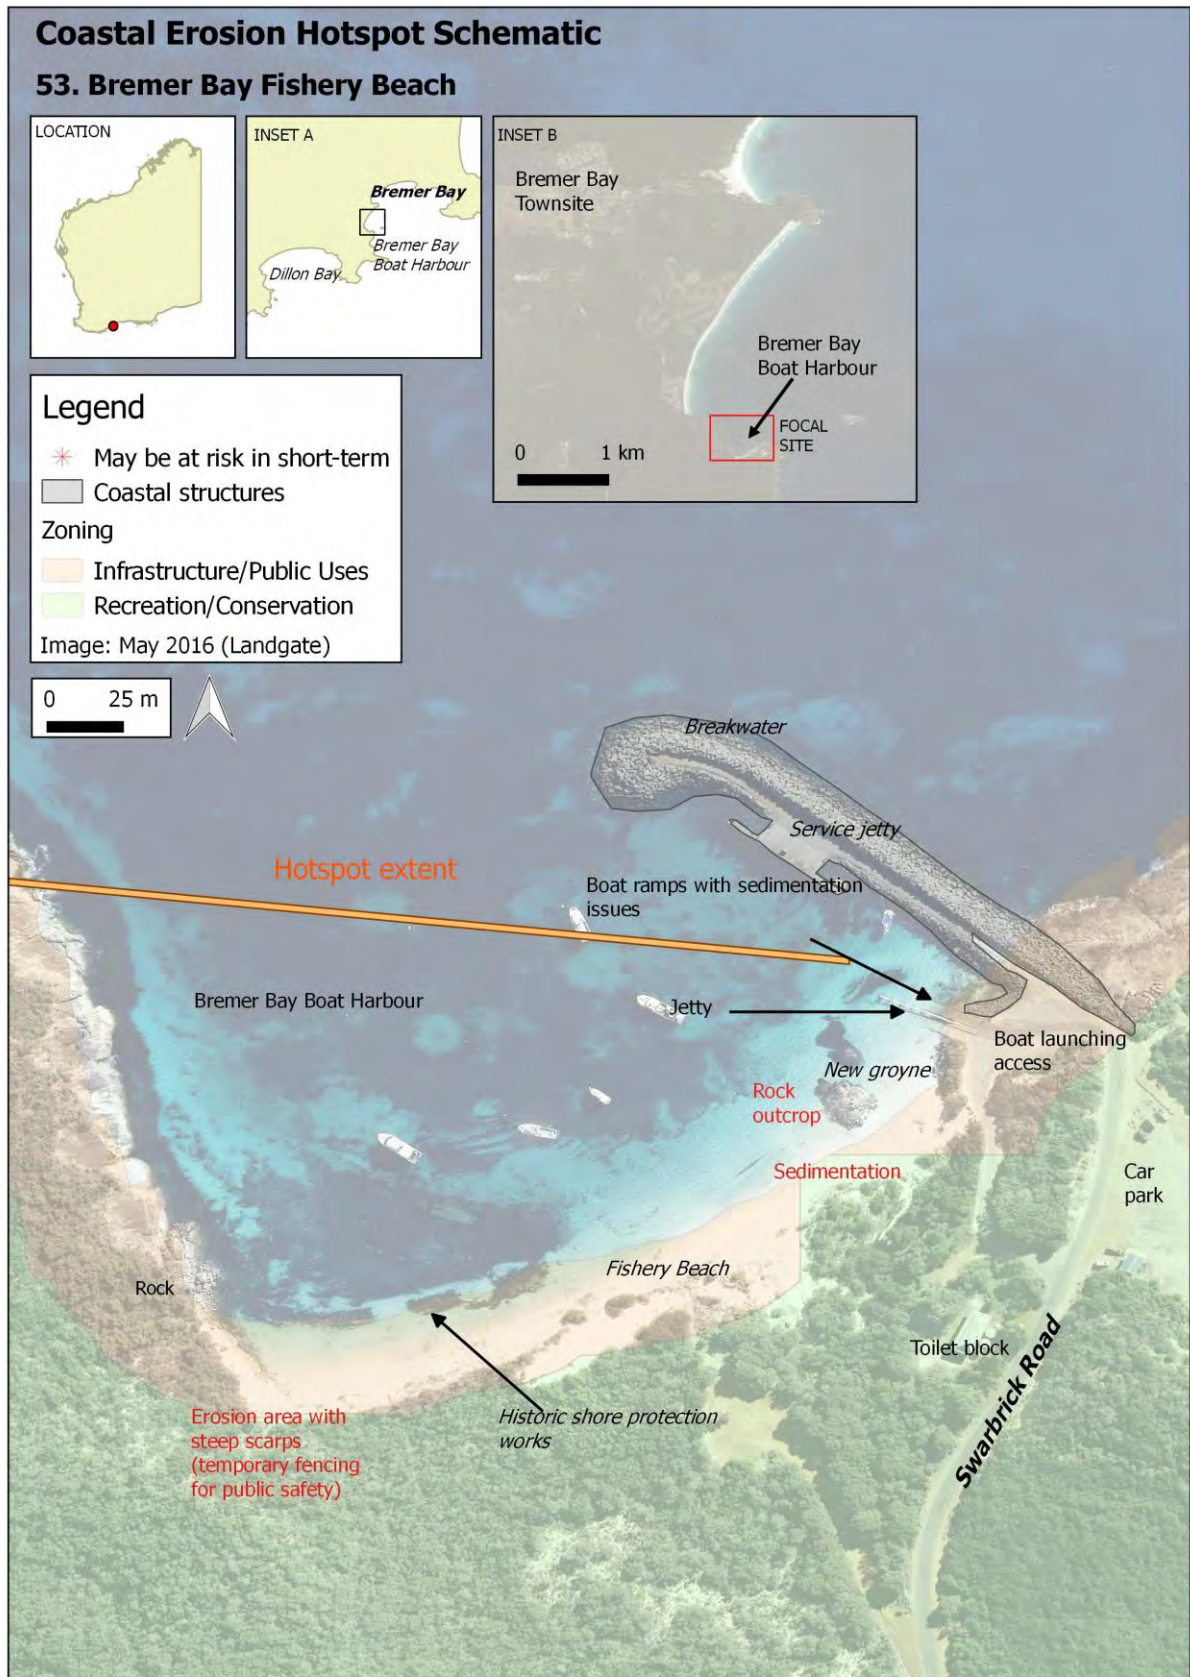 Coastal Erosion Hotspot Schematic
53. Bremer Bay Fishery Beach
LOCATION
INSET A
Bremer Bay
Bremer Bay
Boat Harbour
Dillon Bay
INSET B
Bremer Bay
Townsite
Bremer Bay
Boat Harbour
FOCAL
SITE
0 1 km
Legend
May be at risk in short-term
Coastal structures
Zoning
Infrastructure/Public Uses
Recreation/Conservation
Image: May 2016 (Landgate)
0 25 m
Breakwater
Service jetty
Hotspot extent
Boat ramps with sedimentation
issues
Bremer Bay Boat Harbour
Jetty
Boat launching
access
New groyne
Rock
outcrop
Sedimentation
Car
park
Fishery Beach
Rock
Toilet block
Swarbrick Road
Erosion area with
steep scarps
(temporary fencing
for public safety)
Historic shore protection
works